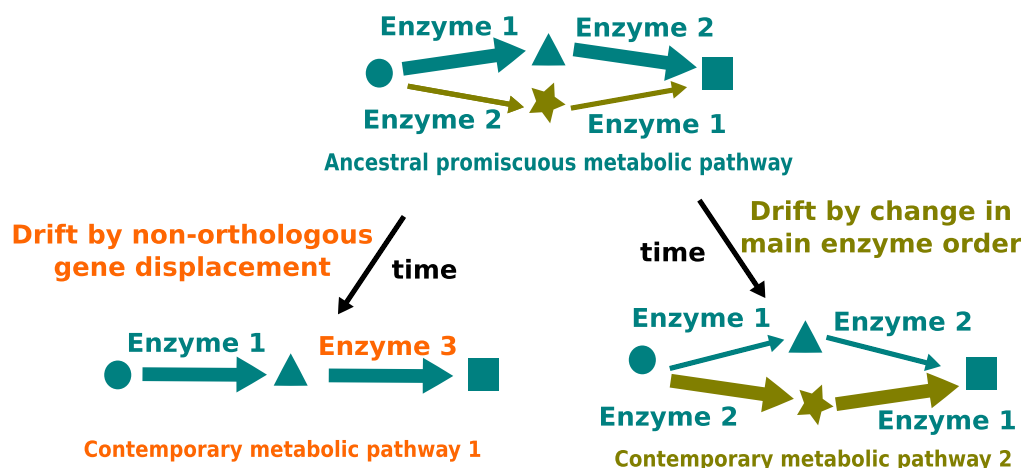 Enzyme 1
Enzyme 2
Enzyme 2
Enzyme 1
Ancestral promiscuous metabolic pathway
Drift by non-orthologous
gene displacement
time
time
Drift by change in
main enzyme order
Enzyme 1
Enzyme 3
Contemporary metabolic pathway 1
Enzyme 1
Enzyme 2
Enzyme 2
Enzyme 1
Contemporary metabolic pathway 2